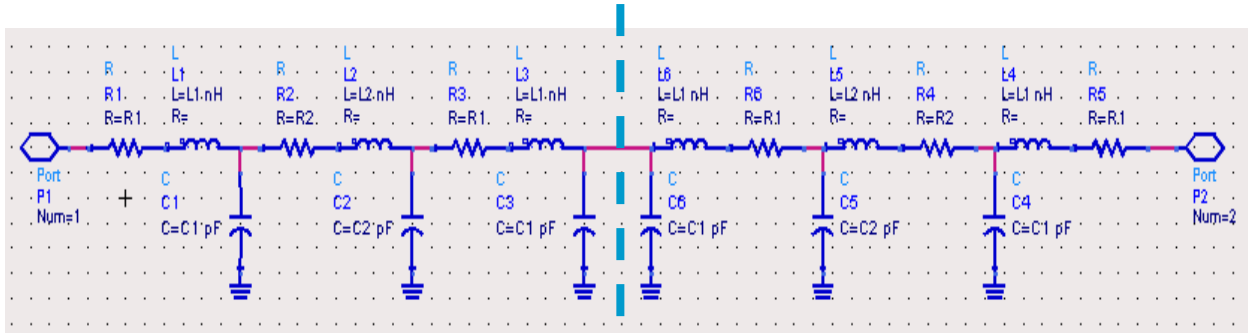 L
R
L1
R1
L=L1 nH
R=R1
R=
L
R
L2
R2
L=L2 nH
R=R2
R=
L
R
L3
R3
L=L1 nH
R=R1
R=
L
R
L6
R6
L=L1 nH
R=R1
R=
L
R
L5
R4
L=L2 nH
R=R2
R=
L
R
L4
R5
L=L1 nH
R=R1
R=
Port
P1
Num=1
C
C1
C=C1 pF
C
C2
C=C2 pF
C
C3
C=C1 pF
C
C6
C=C1 pF
C
C5
C=C2 pF
C
C4
C=C1 pF
Port
P2
Num=2